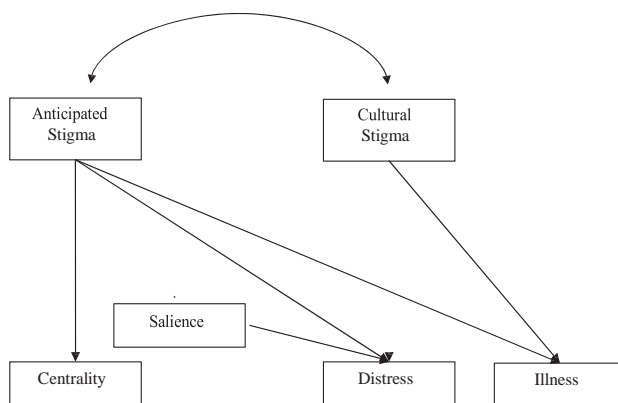 Anticipated
Stigma
Cultural
Stigma
Salience
Centrality
Distress
Illness